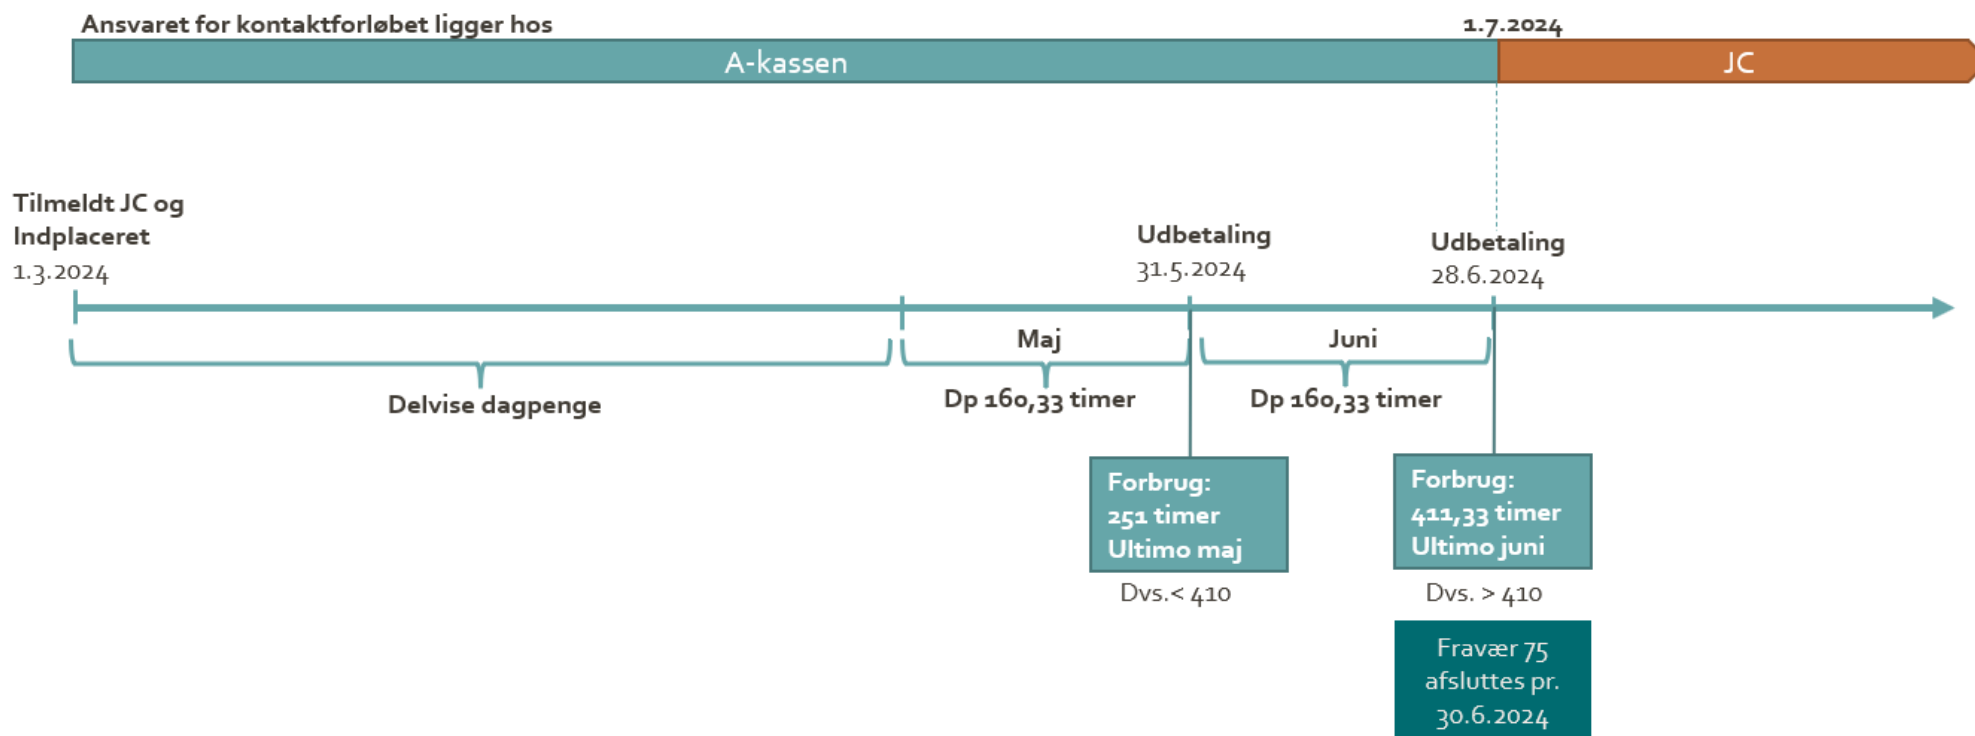 Ansvaret for kontaktforløbet ligger hos
1.7.2024
A-kassen
JC
Tilmeldt JC og
Indplaceret
1.3.2024
Udbetaling
31.5.2024
Udbetaling
28.6.2024
Maj
Juni
Delvise dagpenge
Dp 160,33 timer
Dp 160,33 timer
Forbrug:
251 timer
Ultimo maj
Dvs.< 410
Forbrug:
411,33 timer
Ultimo juni
Dvs. > 410
Fravær 75
afsluttes pr.
30.6.2024